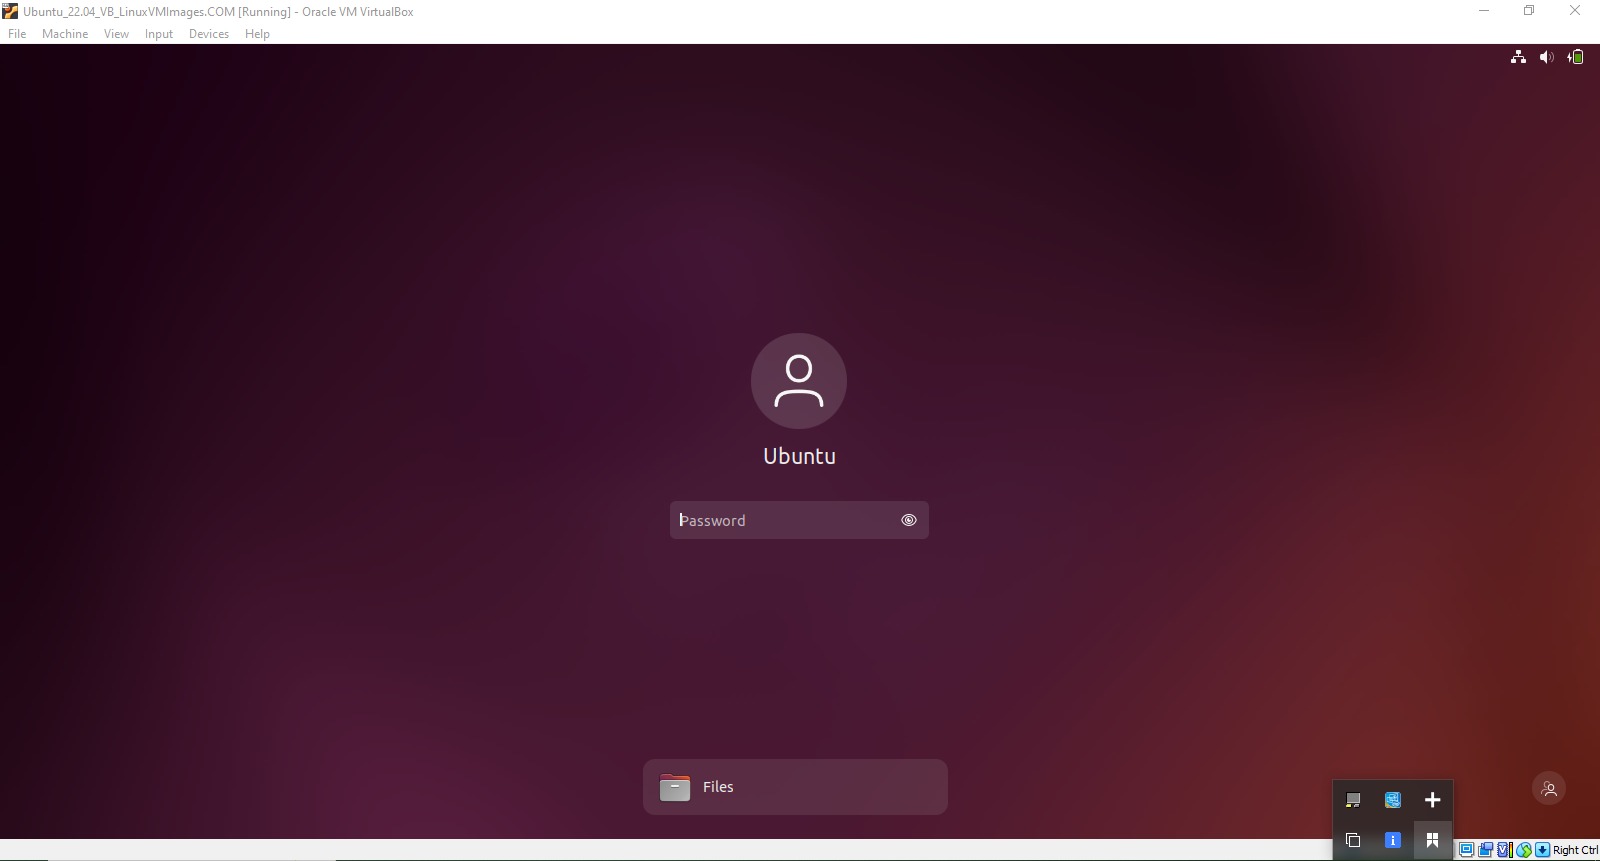 Ubuntu_22.04_VB_LinuxVMImages.COM [Running] - Oracle VM VirtualBox
File Machine View Input Devices Help
Ubuntu
Password
Files
Right Ctrl